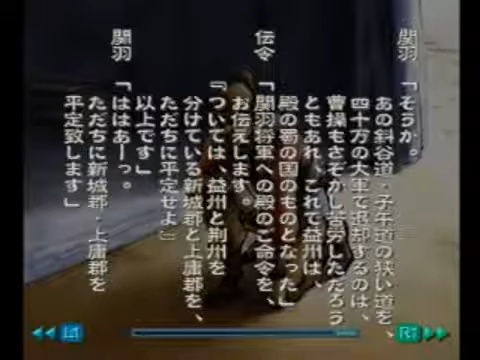 関羽「そうか。
あの斜谷道・子午道の狭い道を、
四十万の大軍で退却するのは、
曹操もさぞかし苦労しただろう
ともあれ、これで益州は、
殿の蜀の国のものとなった」
伝令「関羽将軍への殿のご命令を、
お伝えします。
『ついては、益州と荊州を
分けている新城郡と上庸郡を、
ただちに平定せよ』
以上です」
関羽「ははあーっ。
ただちに新城郡・上庸郡を
平定致します」
L1
R1